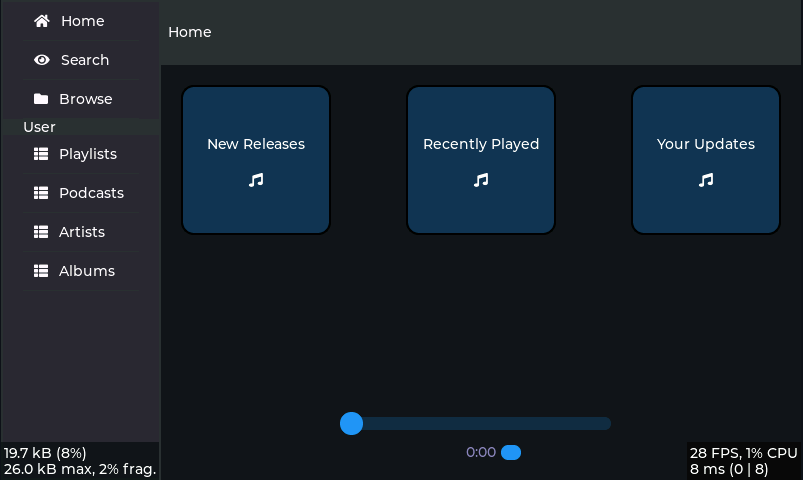 Home
Search
Browse
User
Playlists
Podcasts
Artists
Albums
19.7 kB (8%)
26.0 kB max, 2% frag.
Home
New Releases
Recently Played
Your Updates
0:00
28 FPS, 1% CPU
8 ms (0 | 8)